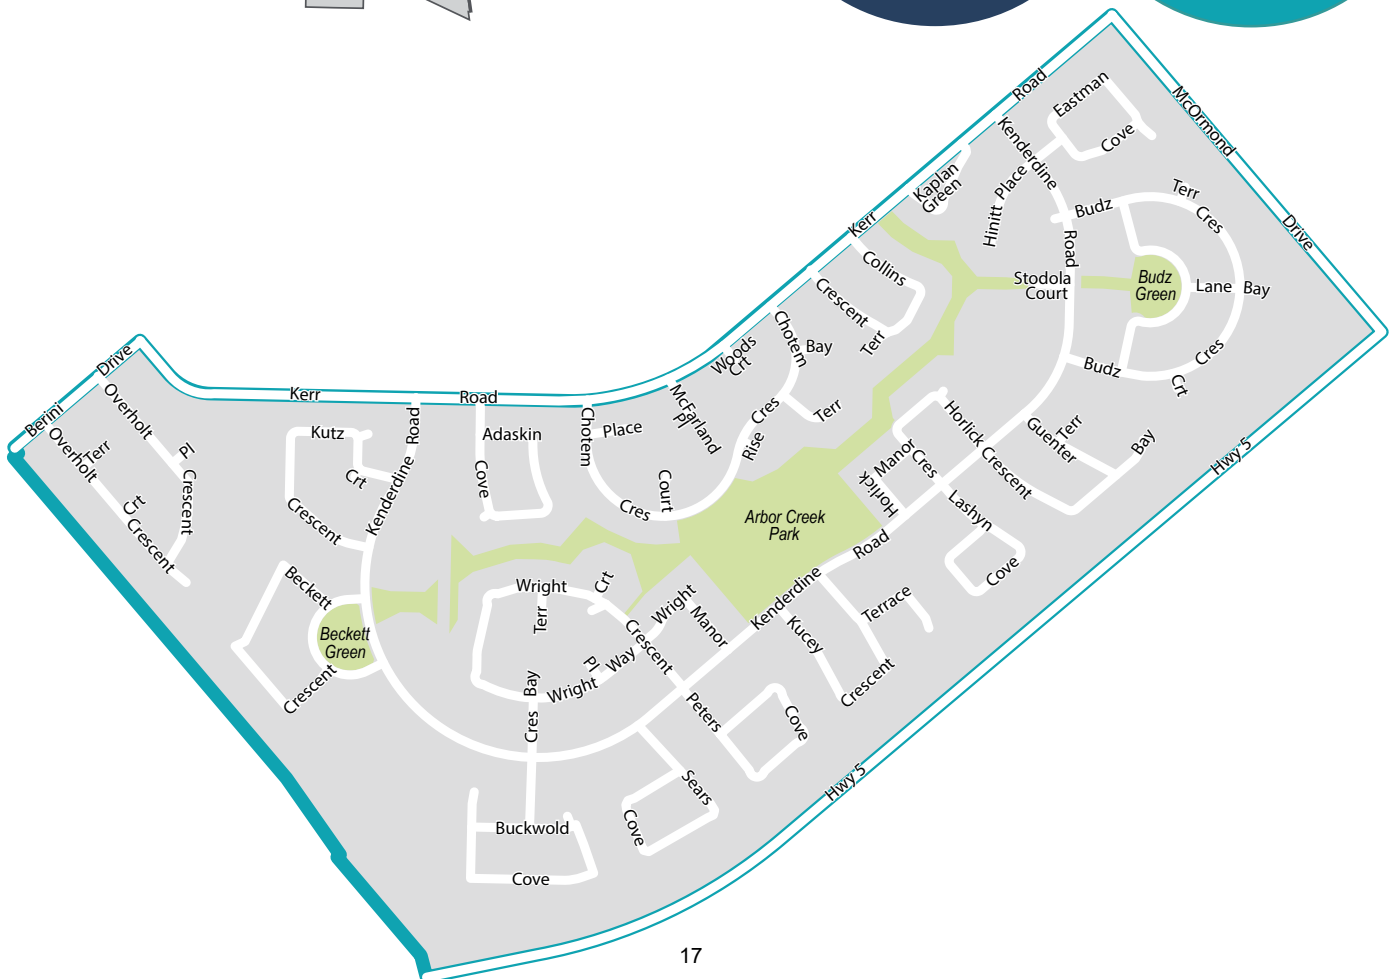 Road
Eastman
Cove
McOrmond
Drive
Kenderdine
Road
Kaplan
Green
Hinitt Place
Budz
Terr
Cres
Kerr
Collins
Crescent
Terr
Stodola
Court
Budz
Green
Lane
Bay
Cres
Budz
Crt
Chotem
Bay
Woods
Crt
Terr
Cres
Rise
McFarland
Pl
Berini
Drive
Kerr
Road
Overholt
Pl
Crescent
Overholt
Terr
Crt
Crescent
Kutz
Crt
Crescent
Kenderdine
Road
Adaskin
Cove
Chotem
Place
Court
Cres
Horlick
Crescent
Manor
Cres
Horlick
Guenter
Terr
Bay
Hwy 5
Lashyn
Cove
Arbor Creek
Park
Kenderdine
Road
Beckett
Beckett
Green
Crescent
Wright
Terr
Crt
Crescent
Wright
Manor
Wright
Way
Pl
Bay
Cres
Kucey
Terrace
Crescent
Peters
Cove
Sears
Cove
Buckwold
Cove
Hwy 5
17